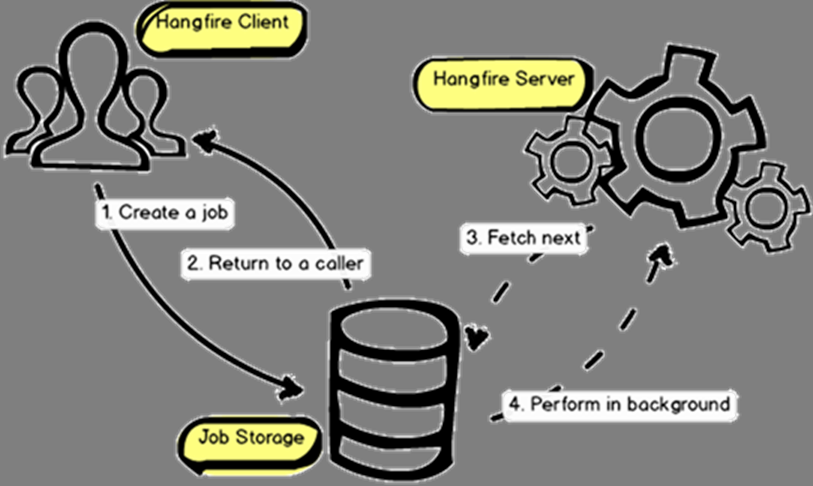 Hangfire Client
Hangfire Server
1. Create a job
2. Return to a caller
3. Fetch next
4. Perform in background
Job Storage